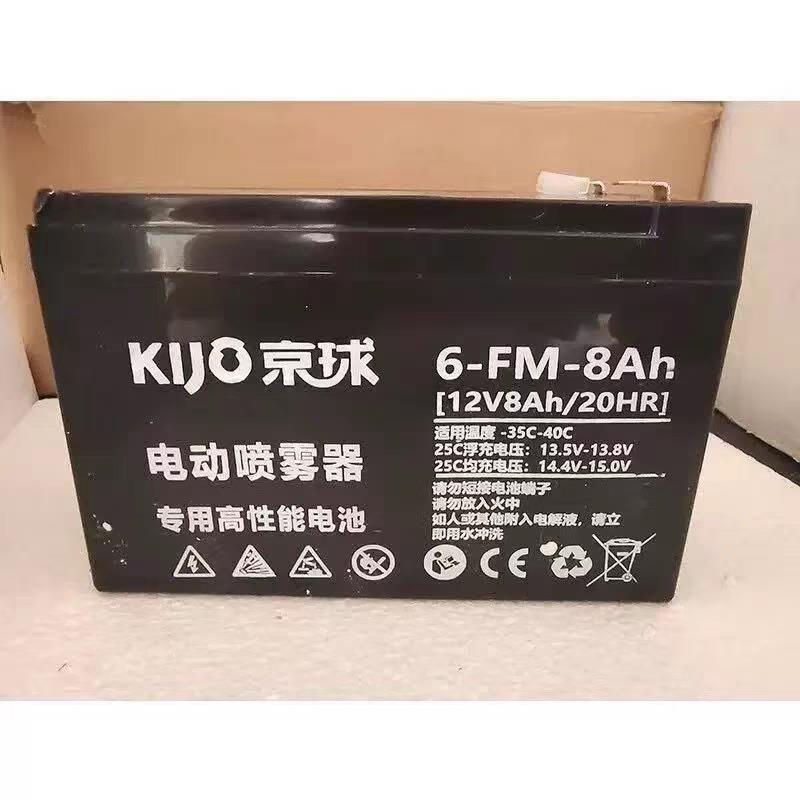 KIJO京球
电动喷雾器
专用高性能电池
6-FM-8Ah
[12V8Ah/20HR]
适用温度 -35C-40C
25C浮充电压：13.5V-13.8V
25C均充电压：14.4V-15.0V
请勿短接电池端子
请勿放入火中
如人或其他附入电解液，请立
即用水冲洗
CE